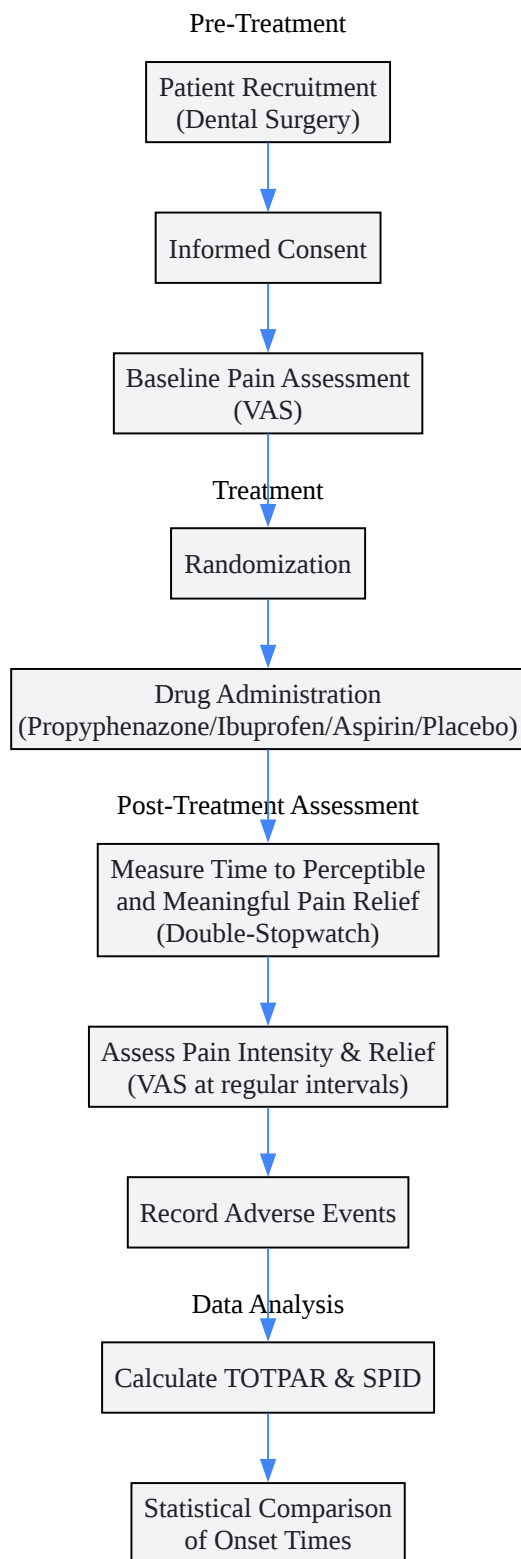 Pre-Treatment
Patient Recruitment
(Dental Surgery)
Informed Consent
Baseline Pain Assessment
(VAS)
Treatment
Randomization
Drug Administration
(Propyphenazone/Ibuprofen/Aspirin/Placebo)
Post-Treatment Assessment
Measure Time to Perceptible
and Meaningful Pain Relief
(Double-Stopwatch)
Assess Pain Intensity & Relief
(VAS at regular intervals)
Record Adverse Events
Data Analysis
Calculate TOTPAR & SPID
Statistical Comparison
of Onset Times